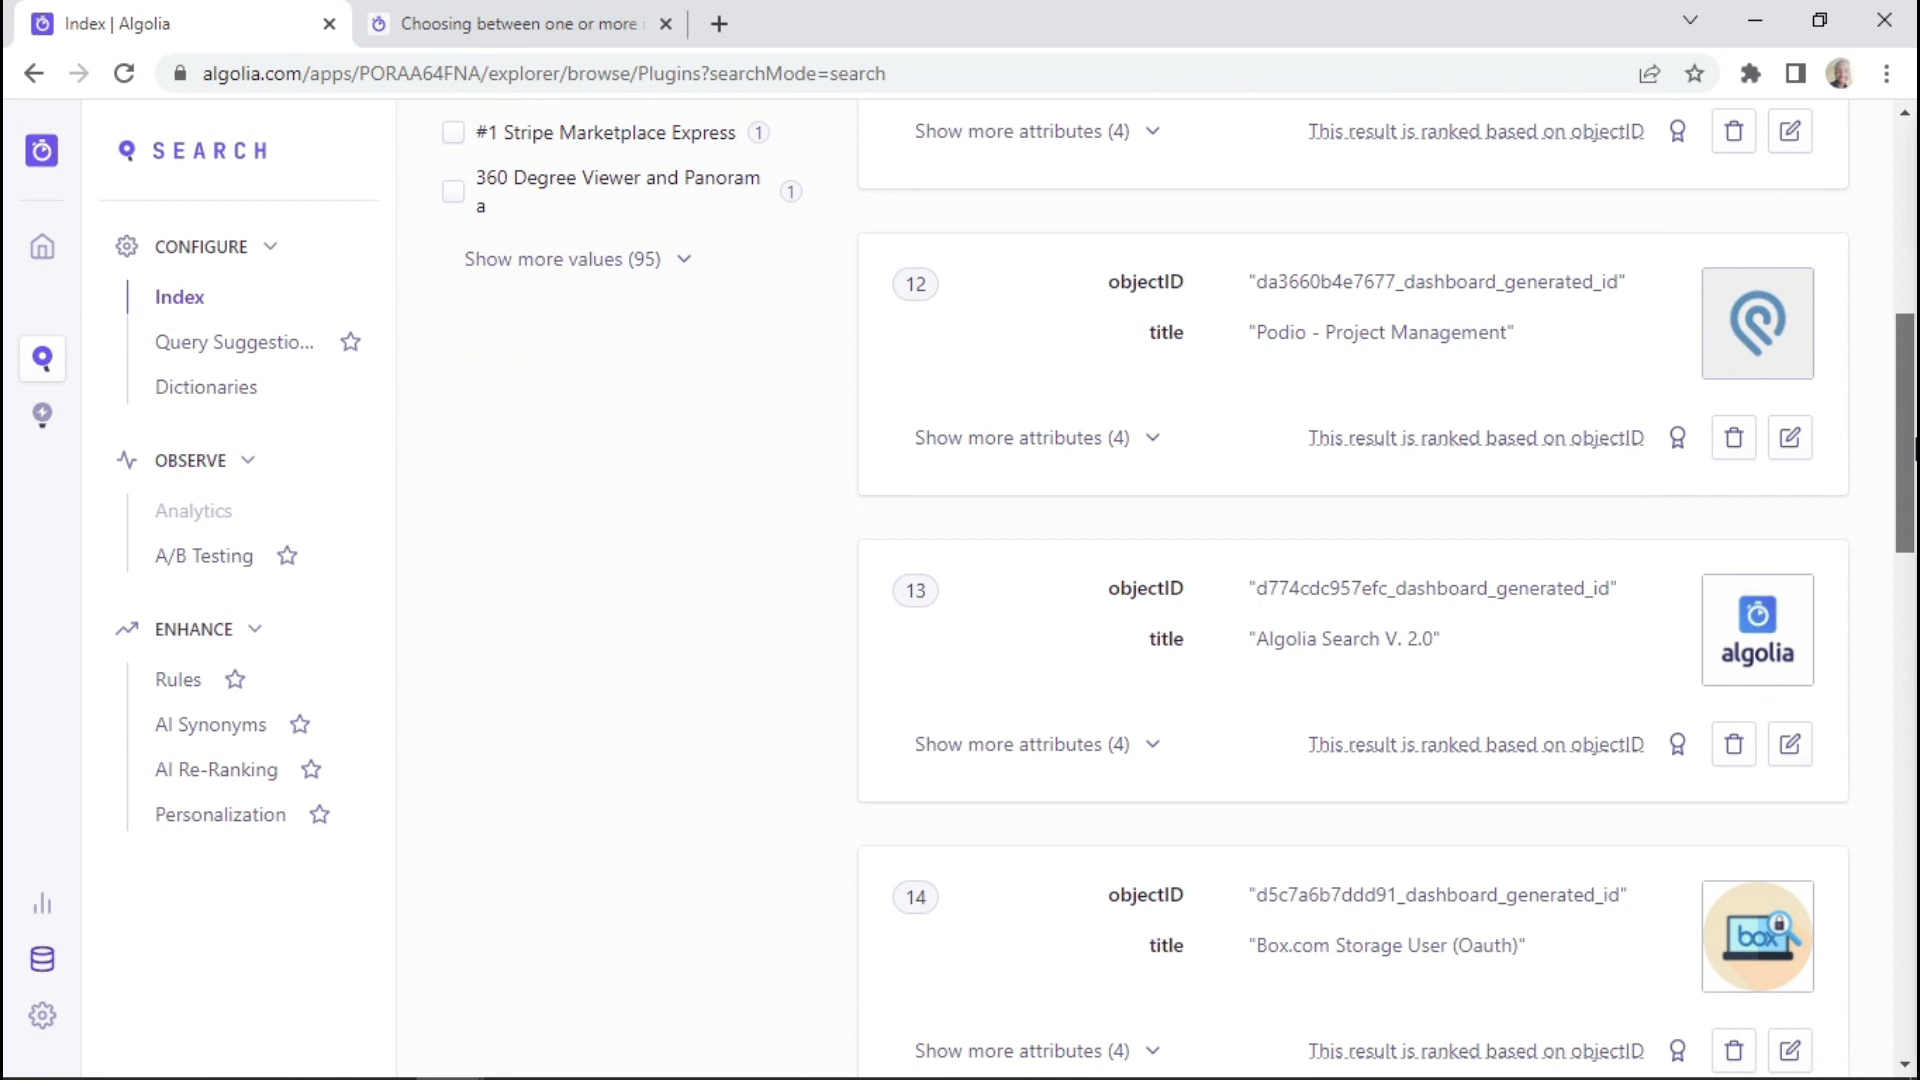 Index | Algolia
Choosing between one or more i
algolia.com/apps/PORAA64FNA/explorer/browse/Plugins?searchMode=search
SEARCH
CONFIGURE
Index
Query Suggestio...
Dictionaries
OBSERVE
Analytics
A/B Testing
ENHANCE
Rules
AI Synonyms
AI Re-Ranking
Personalization
#1 Stripe Marketplace Express 1
360 Degree Viewer and Panoram
a
1
Show more values (95)
Show more attributes (4) This result is ranked based on objectID
12 objectID "da3660b4e7677_dashboard_generated_id"
title "Podio - Project Management"
Show more attributes (4) This result is ranked based on objectID
13 objectID "d774cdc957efc_dashboard_generated_id"
title "Algolia Search V. 2.0"
algolia
Show more attributes (4) This result is ranked based on objectID
14 objectID "d5c7a6b7ddd91_dashboard_generated_id"
title "Box.com Storage User (Oauth)"
box
Show more attributes (4) This result is ranked based on objectID